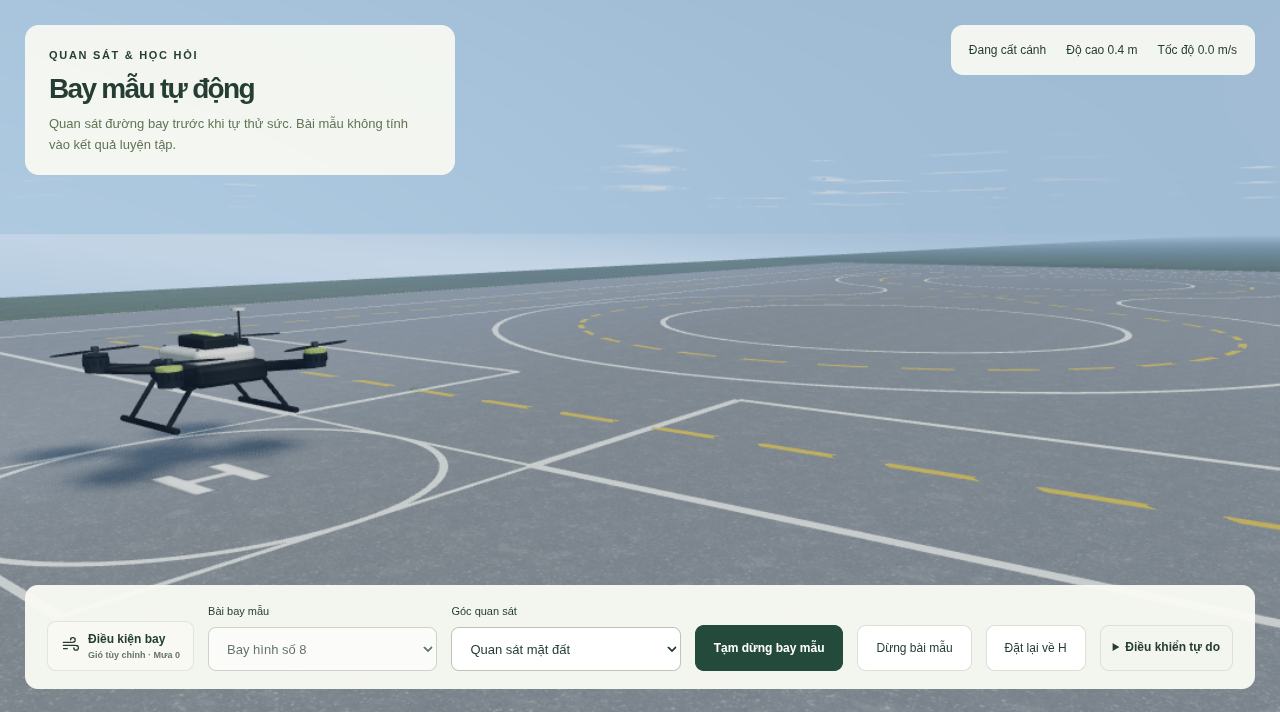 QUAN SÁT & HỌC HỎI
Bay mẫu tự động
Quan sát đường bay trước khi tự thử sức. Bài mẫu không tính
vào kết quả luyện tập.
Đang cất cánh Độ cao 0.4 m Tốc độ 0.0 m/s
H
Bài bay mẫu
Góc quan sát
Điều kiện bay
Gió tùy chỉnh · Mưa 0
Bay hình số 8
Quan sát mặt đất
Tạm dừng bay mẫu
Dừng bài mẫu
Đặt lại về H
Điều khiển tự do